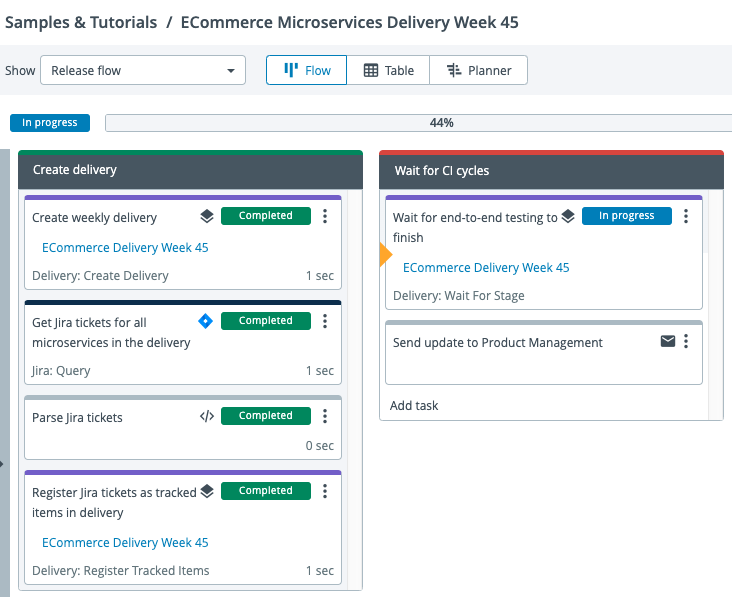 Samples & Tutorials / ECommerce Microservices Delivery Week 45
Show Release flow Flow Table Planner
In progress 44%
Create delivery
Create weekly delivery Completed
ECommerce Delivery Week 45
Delivery: Create Delivery 1 sec
Get Jira tickets for all Completed
microservices in the delivery
Jira: Query 1 sec
Parse Jira tickets </> Completed
0 sec
Register Jira tickets as tracked Completed
items in delivery
ECommerce Delivery Week 45
Delivery: Register Tracked Items 1 sec
Wait for CI cycles
Wait for end-to-end testing to In progress
finish
ECommerce Delivery Week 45
Delivery: Wait For Stage
Send update to Product Management
Add task